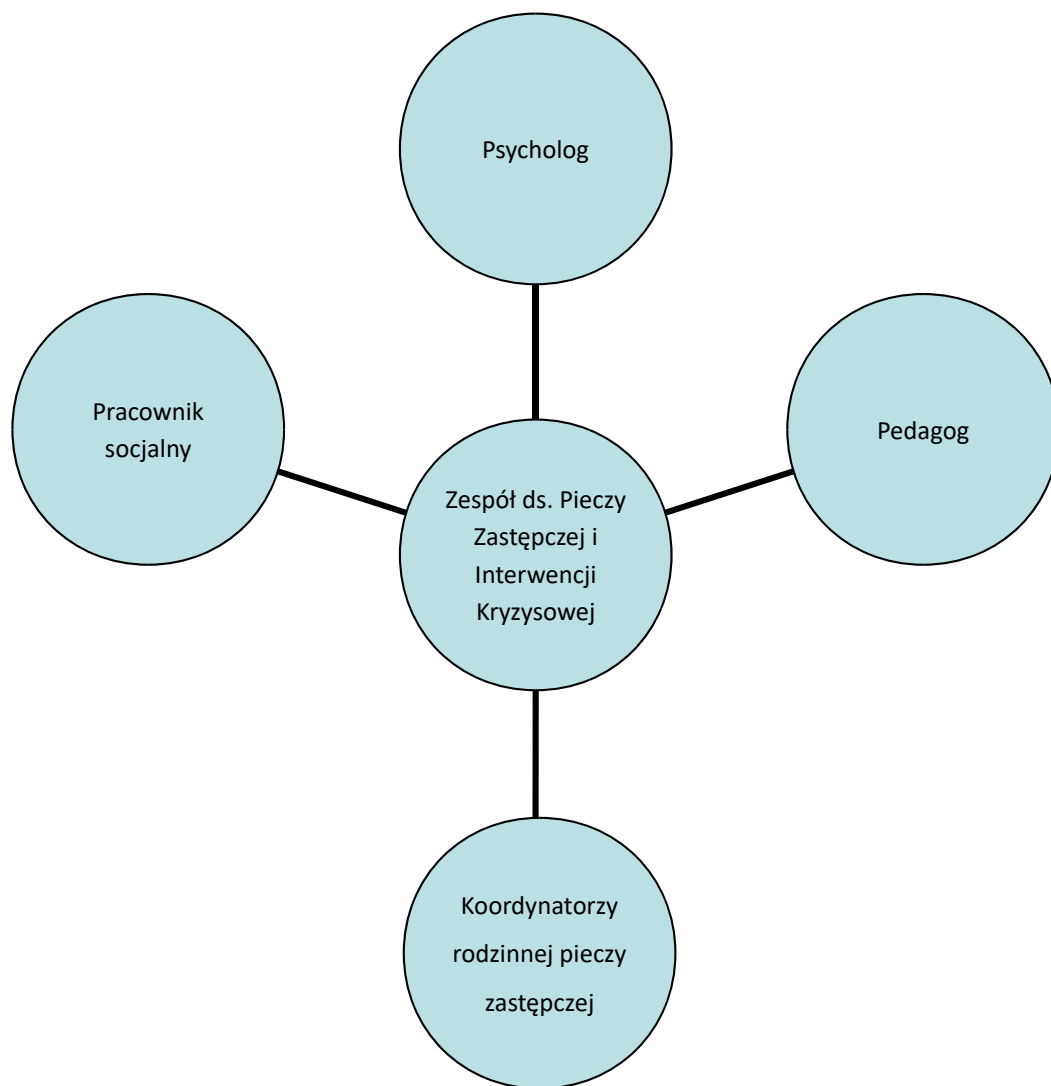 Psycholog
Pracownik
socjalny
Pedagog
Zespół ds. Pieczy
Zastępczej i
Interwencji
Kryzysowej
Koordynatorzy
rodzinnej pieczy
zastępczej